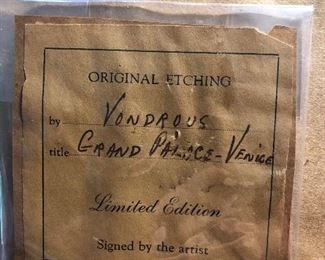 ORIGINAL ETCHING
by VONDROUS
title GRAND PALACE-VENICE
Limited Edition
Signed by the artist